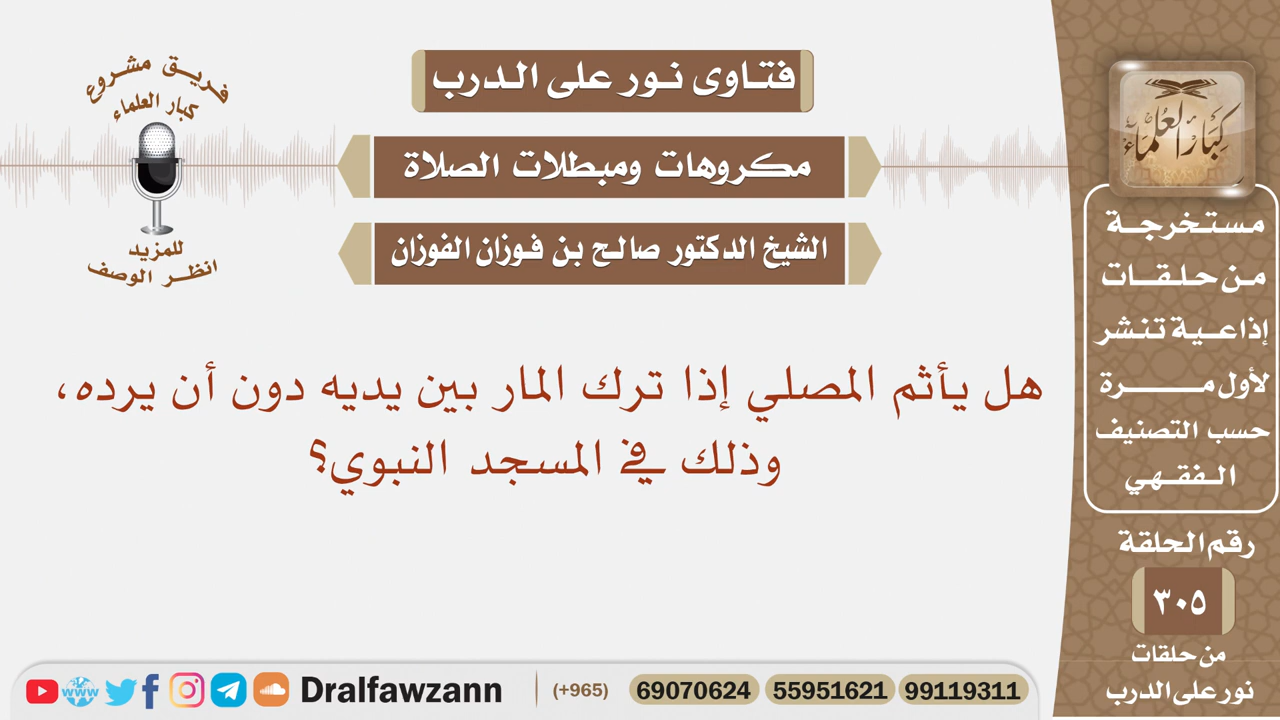 فتاوى نور على الدرب
مكروهات ومبطلات الصلاة
الشيخ الدكتور صالح بن فوزان الفوزان
فريق مشروع
كبار العلماء
للمزيد
انظر الوصف
هل يأثم المصلي إذا ترك المار بين يديه دون أن يرده،
وذلك في المسجد النبوي؟
كبار العلماء
مستخرجة
من حلقات
إذاعية تنشر
لأول مرة
حسب التصنيف
الفقهي
رقم الحلقة
٣٠٥
من حلقات
نور على الدرب
www
Dralfawzann
(+965)
69070624
55951621
99119311